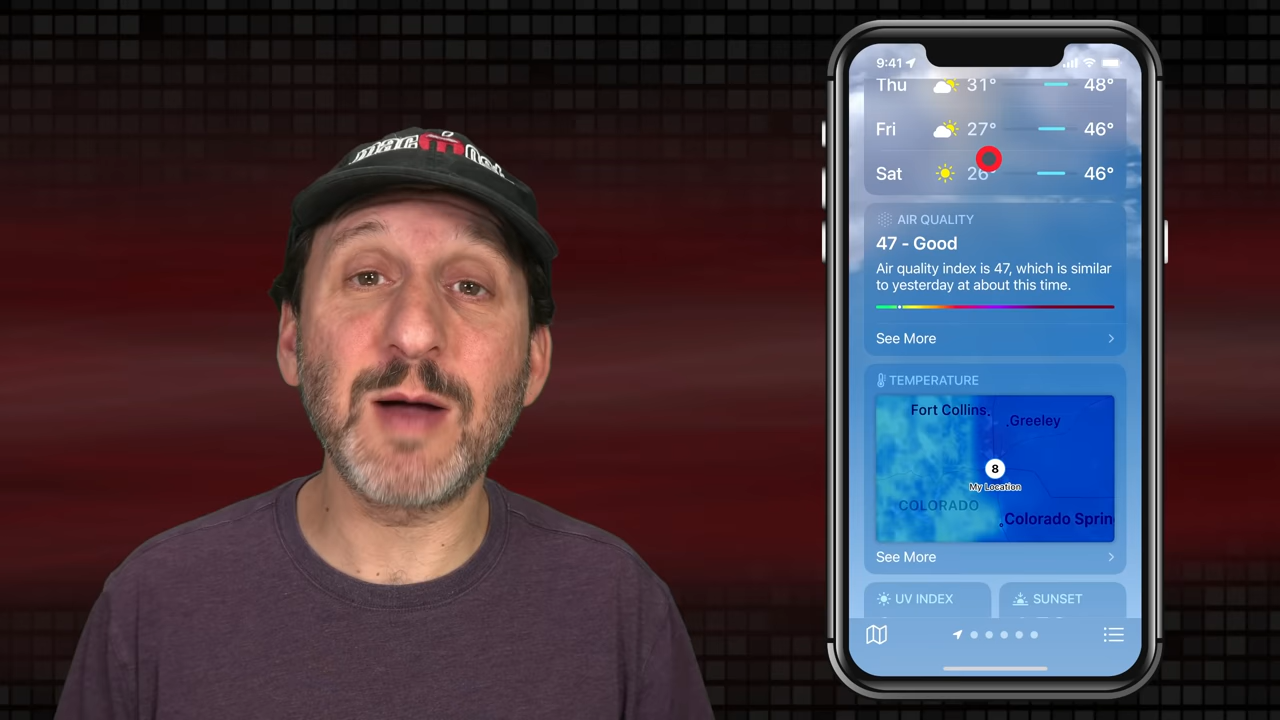 9:41
Thu 31° 48°
Fri 27° 46°
Sat 26° 46°
AIR QUALITY
47 - Good
Air quality index is 47, which is similar
to yesterday at about this time.
See More
TEMPERATURE
Fort Collins
Greeley
8
My Location
COLORADO
Colorado Sprin
See More
UV INDEX
SUNSET